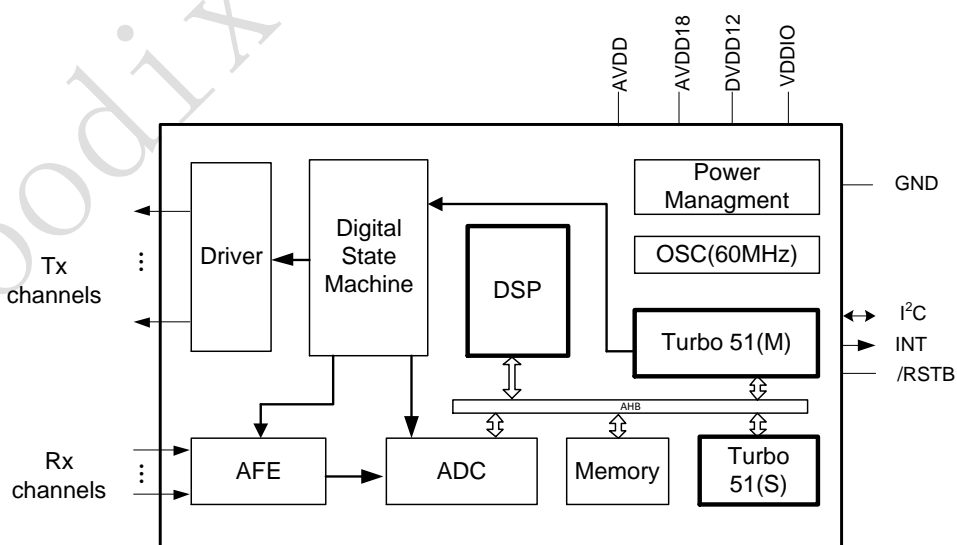 AVDD
AVDD18
DVDD12
VDDIO
Power
Managment
GND
Driver
Digital
State
Machine
OSC(60MHz)
DSP
Tx
channels
Turbo 51(M)
I²C
INT
/RSTB
AHB
Rx
channels
AFE
ADC
Memory
Turbo
51(S)
oodix